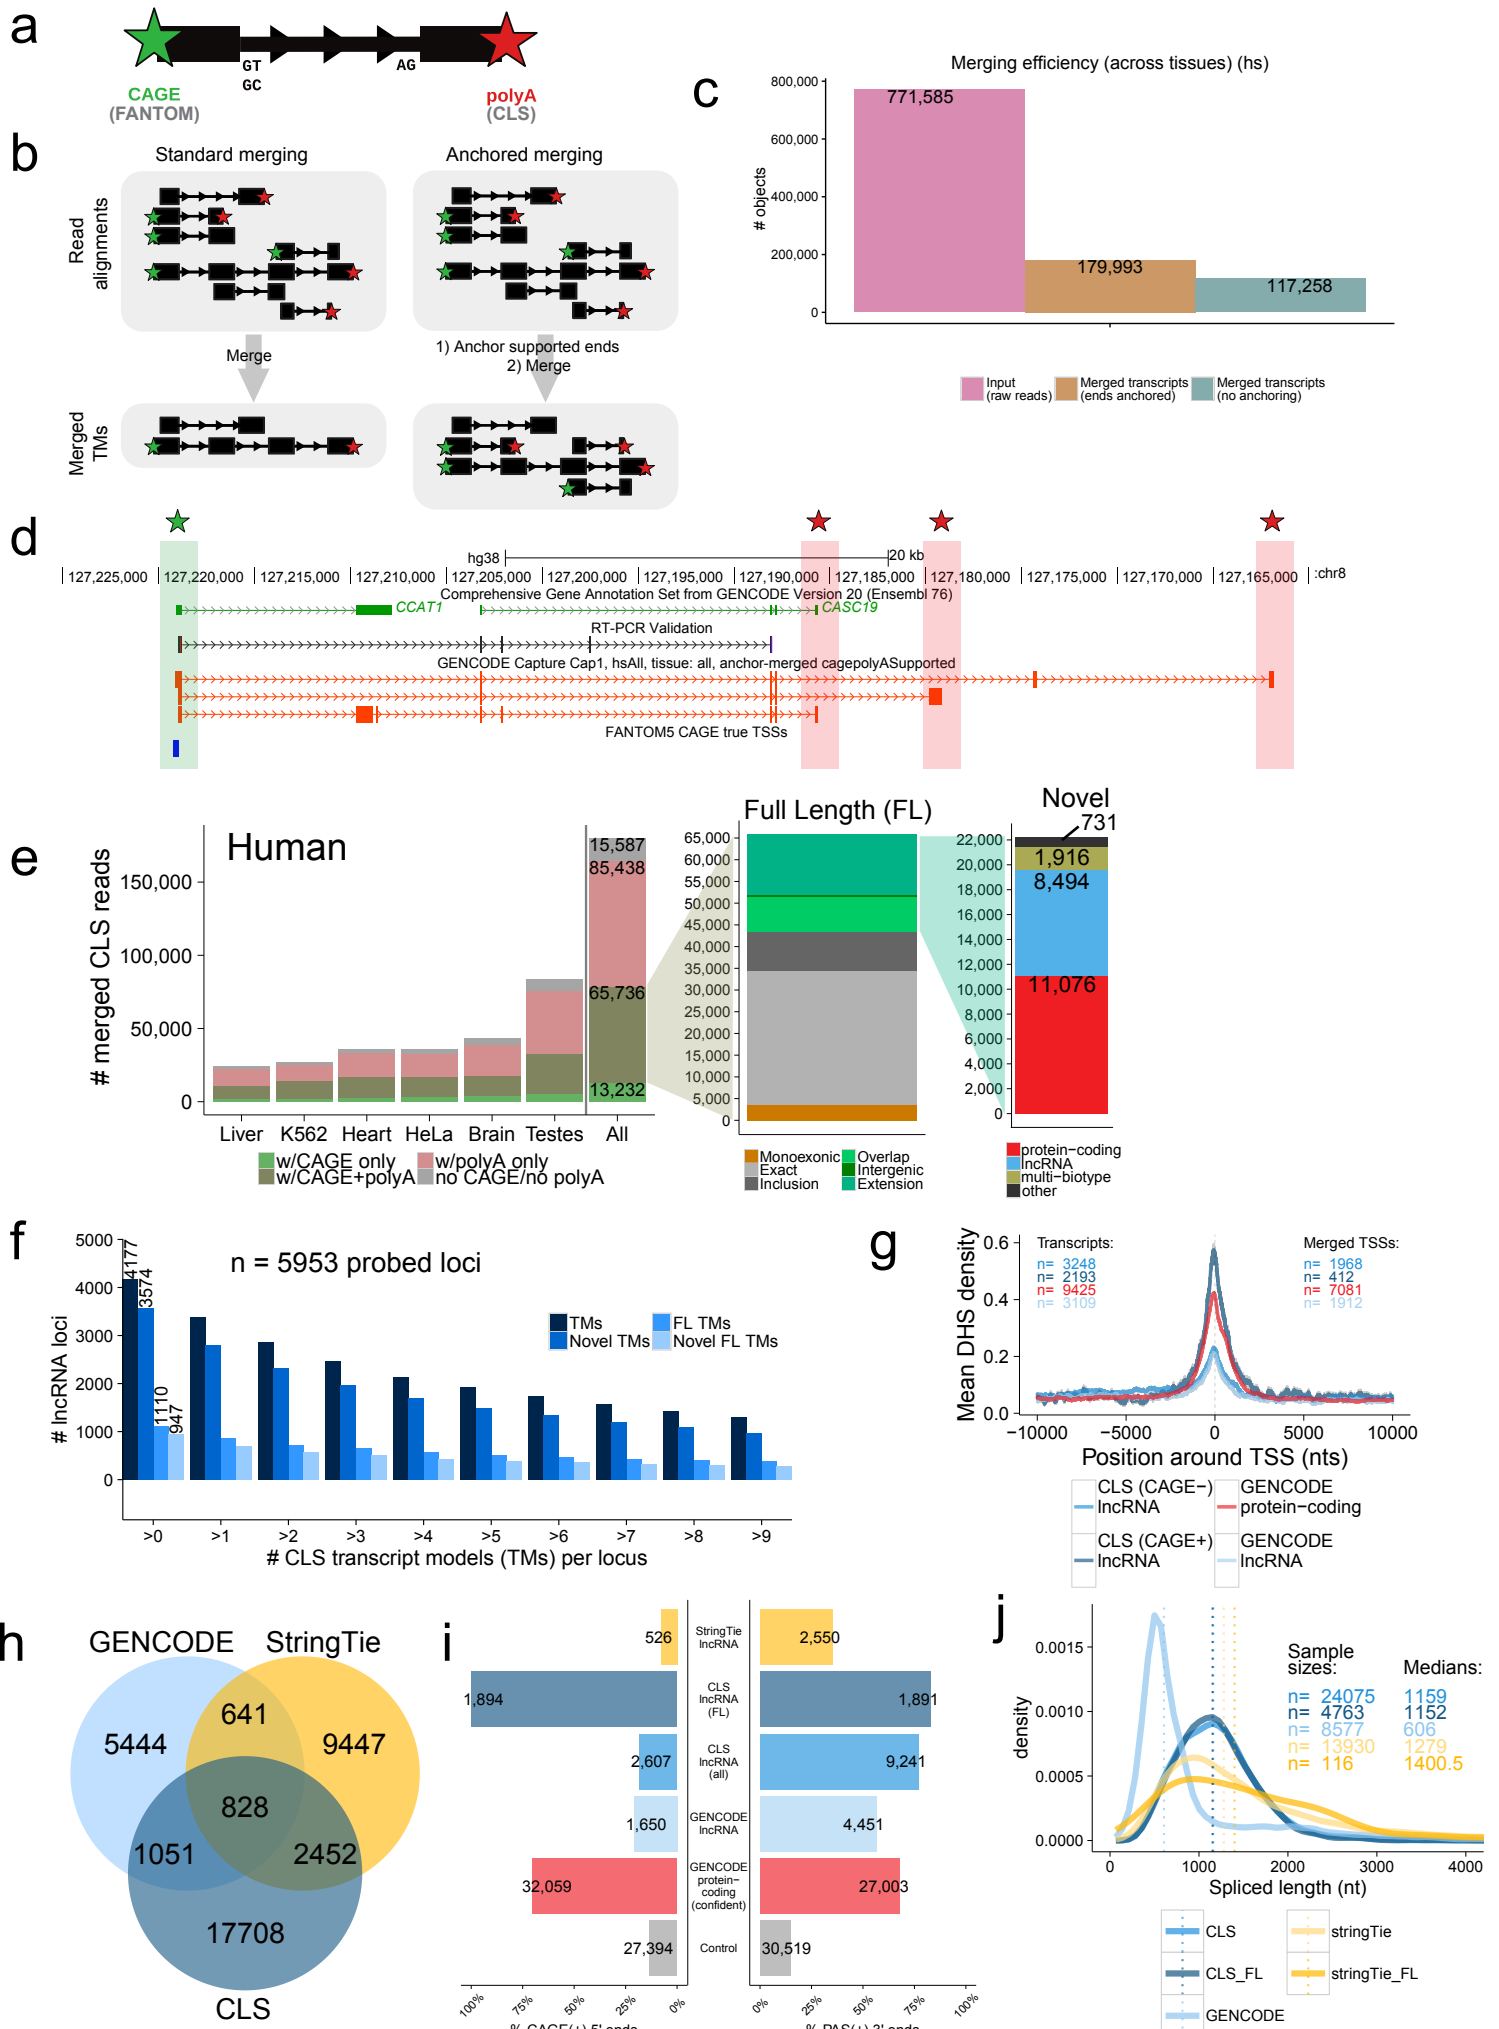 a
GT
AG
GC
CAGE
(FANTOM)
polyA
(CLS)
b
Standard merging
Anchored merging
Read
alignments
Merge
1) Anchor supported ends
2) Merge
Merged
TMs
c
Merging efficiency (across tissues) (hs)
# objects
800,000
600,000
400,000
200,000
0
771,585
179,993
117,258
Input
(raw reads)
Merged transcripts
(ends anchored)
Merged transcripts
(no anchoring)
d
hg38
20 kb
127,225,000
127,220,000
127,215,000
127,210,000
127,205,000
127,200,000
127,195,000
127,190,000
127,185,000
127,180,000
127,175,000
127,170,000
127,165,000
:chr8
Comprehensive Gene Annotation Set from GENCODE Version 20 (Ensembl 76)
CCAT1
CASC19
RT-PCR Validation
GENCODE Capture Cap1, hsAll, tissue: all, anchor-merged cagepolyASupported
FANTOM5 CAGE true TSSs
e
Human
# merged CLS reads
150,000
100,000
50,000
0
15,587
85,438
65,736
13,232
Liver
K562
Heart
HeLa
Brain
Testes
All
w/CAGE only
w/polyA only
w/CAGE+polyA
no CAGE/no polyA
Full Length (FL)
65,000
60,000
55,000
50,000
45,000
40,000
35,000
30,000
25,000
20,000
15,000
10,000
5,000
0
Monoexonic
Overlap
Exact
Intergenic
Inclusion
Extension
Novel
731
22,000
20,000
18,000
16,000
14,000
12,000
10,000
8,000
6,000
4,000
2,000
0
1,916
8,494
11,076
protein-coding
lncRNA
multi-biotype
other
f
n = 5953 probed loci
# lncRNA loci
5000
4000
3000
2000
1000
0
4177
3574
1110
947
TMs
FL TMs
Novel TMs
Novel FL TMs
>0
>1
>2
>3
>4
>5
>6
>7
>8
>9
# CLS transcript models (TMs) per locus
g
Mean DHS density
0.6
0.4
0.2
0.0
Transcripts:
n= 3248
n= 2193
n= 9425
n= 3109
Merged TSSs:
n= 1968
n= 412
n= 7081
n= 1912
−10000
−5000
0
5000
10000
Position around TSS (nts)
CLS (CAGE−)
lncRNA
GENCODE
protein−coding
CLS (CAGE+)
lncRNA
GENCODE
lncRNA
h
GENCODE
StringTie
641
5444
9447
828
1051
2452
17708
CLS
i
526
StringTie
lncRNA
2,550
1,894
CLS
lncRNA
(FL)
1,891
2,607
CLS
lncRNA
(all)
9,241
1,650
GENCODE
lncRNA
4,451
32,059
GENCODE
protein−
coding
(confident)
27,003
27,394
Control
30,519
100%
75%
50%
25%
0%
0%
25%
50%
75%
100%
% CAGE(+) 5' ends
% PAS(+) 3' ends
j
density
0.0015
0.0010
0.0005
0.0000
Sample
sizes:
Medians:
n= 24075
1159
n= 4763
1152
n= 8577
606
n= 13930
1279
n= 116
1400.5
0
1000
2000
3000
4000
Spliced length (nt)
CLS
stringTie
CLS_FL
stringTie_FL
GENCODE